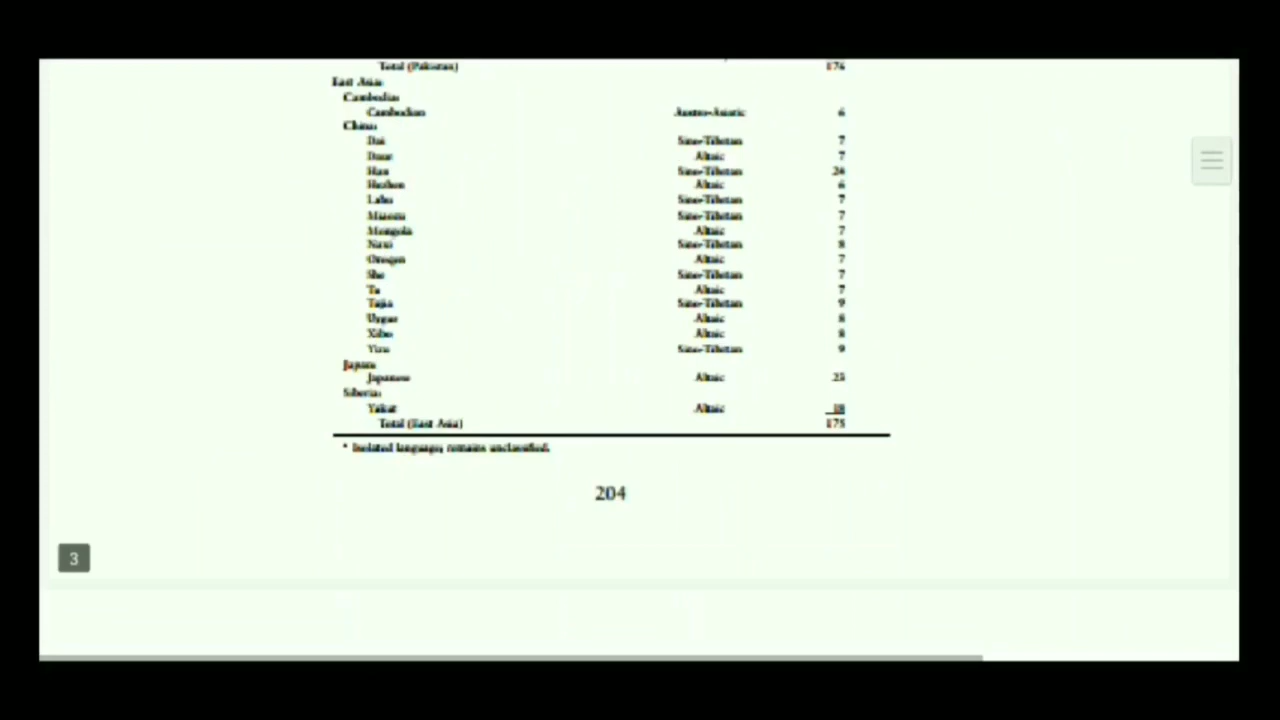 Total (Pakistan) 176
East Asia:
Cambodia:
Cambodian Austro-Asiatic 6
China:
Dai Sino-Tibetan 7
Daur Altaic 7
Han Sino-Tibetan 24
Hezhen Altaic 6
Lahu Sino-Tibetan 7
Miaozu Sino-Tibetan 7
Mongola Altaic 7
Naxi Sino-Tibetan 8
Oroqen Altaic 7
She Sino-Tibetan 7
Tu Altaic 7
Tujia Sino-Tibetan 9
Uygur Altaic 8
Xibo Altaic 8
Yizu Sino-Tibetan 9
Japan:
Japanese Altaic 23
Siberia:
Yakut Altaic 18
Total (East Asia) 175
* Isolated language; remains unclassified.
204
3